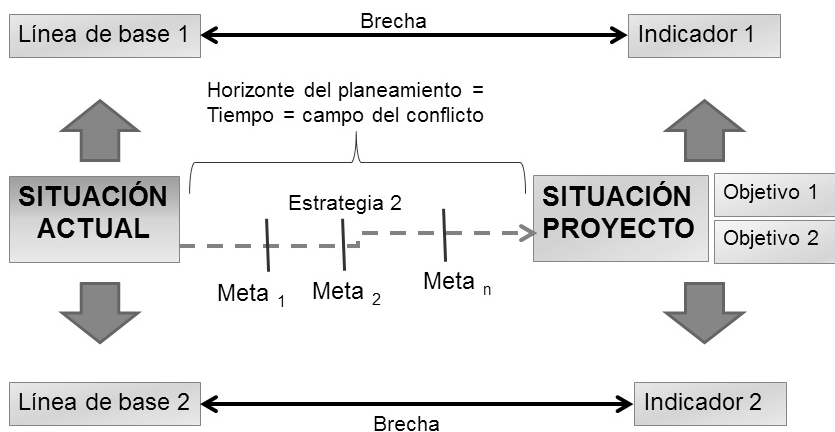 Brecha
Línea de base 1
Indicador 1
Horizonte del planeamiento =
Tiempo = campo del conflicto
SITUACIÓN
ACTUAL
Estrategia 2
SITUACIÓN
PROYECTO
Objetivo 1
Objetivo 2
Meta 1
Meta 2
Meta n
Línea de base 2
Indicador 2
Brecha